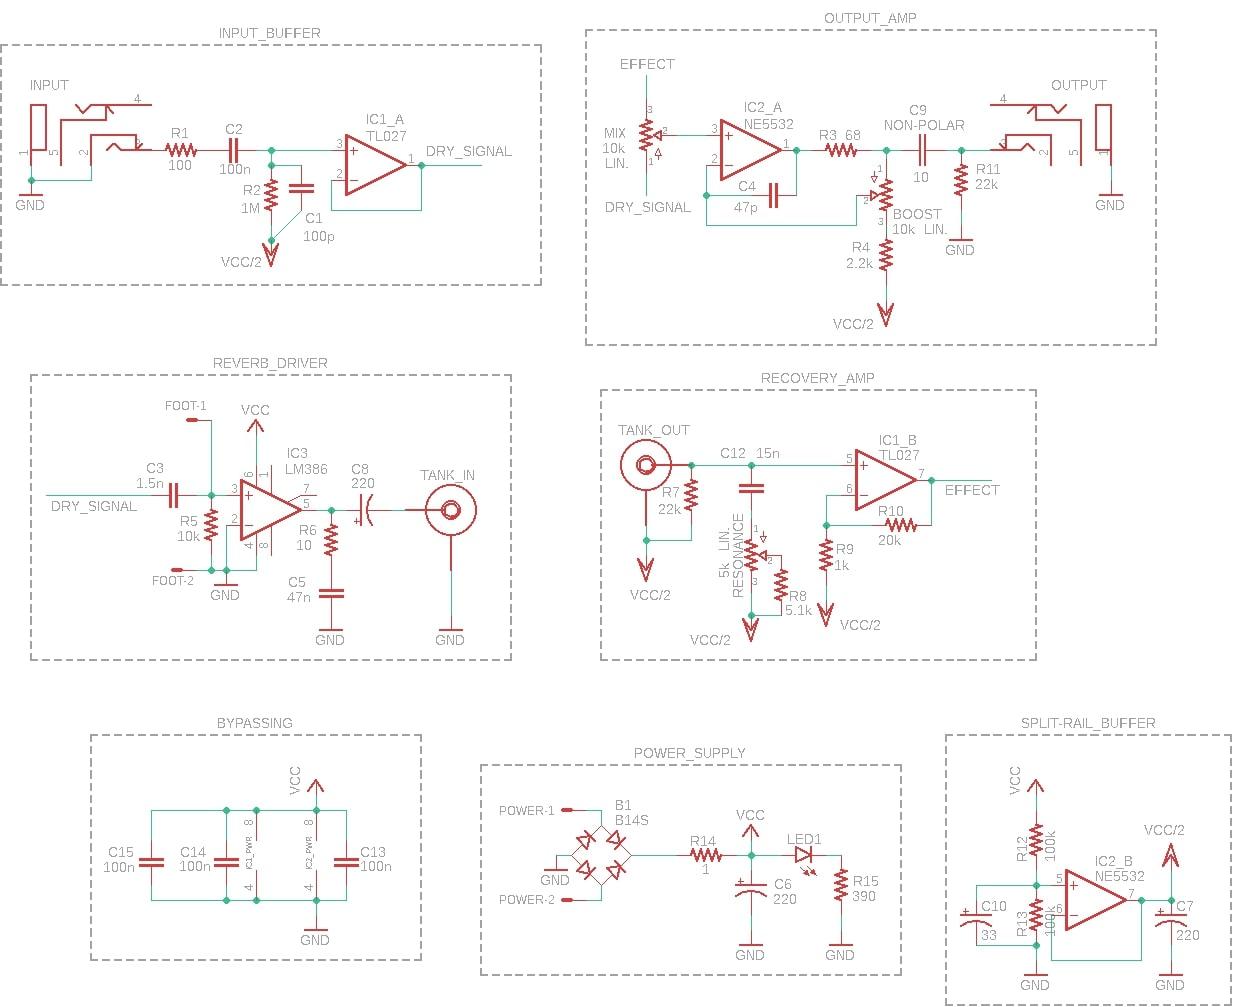 INPUT_BUFFER
INPUT
4
1
5
2
3
R1
100
C2
100n
R2
1M
C1
100p
VCC/2
GND
IC1_A
TL027
3
2
1
DRY_SIGNAL
OUTPUT_AMP
EFFECT
3
2
1
MIX
10k
LIN.
DRY_SIGNAL
IC2_A
NE5532
3
2
1
C4
47p
R3 68
C9
NON-POLAR
10
1
2
3
BOOST
10k LIN.
R4
2.2k
VCC/2
R11
22k
GND
OUTPUT
4
3
2
5
1
GND
REVERB_DRIVER
FOOT-1
VCC
C3
1.5n
DRY_SIGNAL
R5
10k
FOOT-2
GND
IC3
LM386
6
1
3
2
7
5
4
8
R6
10
C5
47n
GND
C8
220
+
TANK_IN
GND
RECOVERY_AMP
TANK_OUT
R7
22k
VCC/2
C12 15n
5k LIN.
RESONANCE
1
2
3
R8
5.1k
VCC/2
IC1_B
TL027
5
6
7
EFFECT
R10
20k
R9
1k
VCC/2
BYPASSING
VCC
C15
100n
C14
100n
8
IC1_PWR
4
8
IC2_PWR
4
C13
100n
GND
POWER_SUPPLY
POWER-1
B1
B14S
GND
POWER-2
R14
1
VCC
C6
220
+
GND
LED1
R15
390
GND
SPLIT-RAIL_BUFFER
VCC
R12
100k
R13
100k
C10
33
+
GND
IC2_B
NE5532
5
6
7
VCC/2
C7
220
+
GND